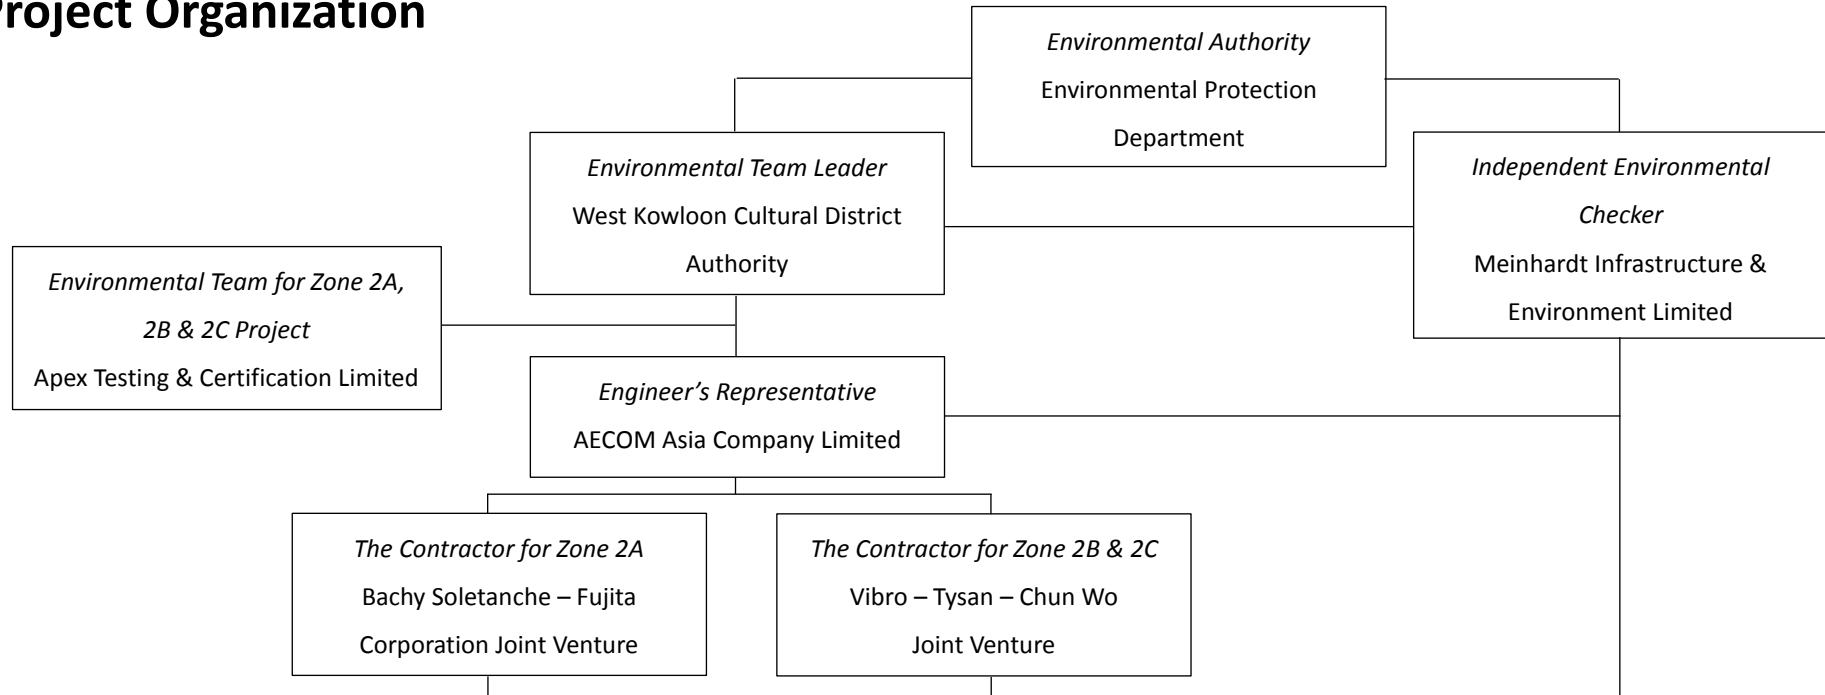 Project Organization
Environmental Authority
Environmental Protection
Department
Environmental Team Leader
West Kowloon Cultural District
Authority
Independent Environmental
Checker
Meinhardt Infrastructure &
Environment Limited
Environmental Team for Zone 2A,
2B & 2C Project
Apex Testing & Certification Limited
Engineer’s Representative
AECOM Asia Company Limited
The Contractor for Zone 2A
Bachy Soletanche – Fujita
Corporation Joint Venture
The Contractor for Zone 2B & 2C
Vibro – Tysan – Chun Wo
Joint Venture